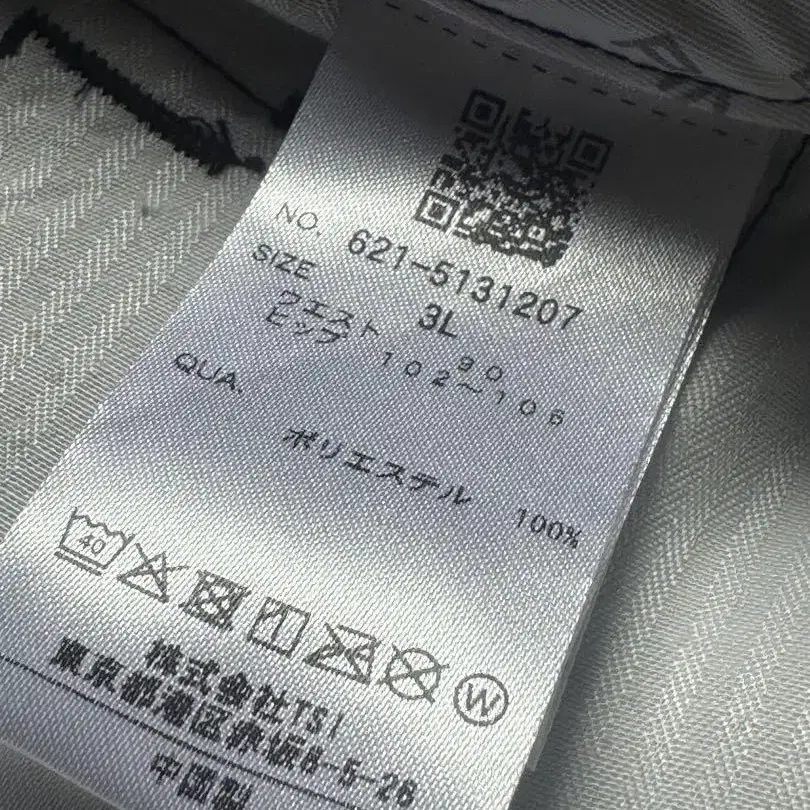 NO. 621-5131207
SIZE 3L
ウエスト 90
ヒップ 102~106
QUA.
ポリエステル 100%
40
W
株式会社TSI
東京都港区赤坂8-5-26
中国製